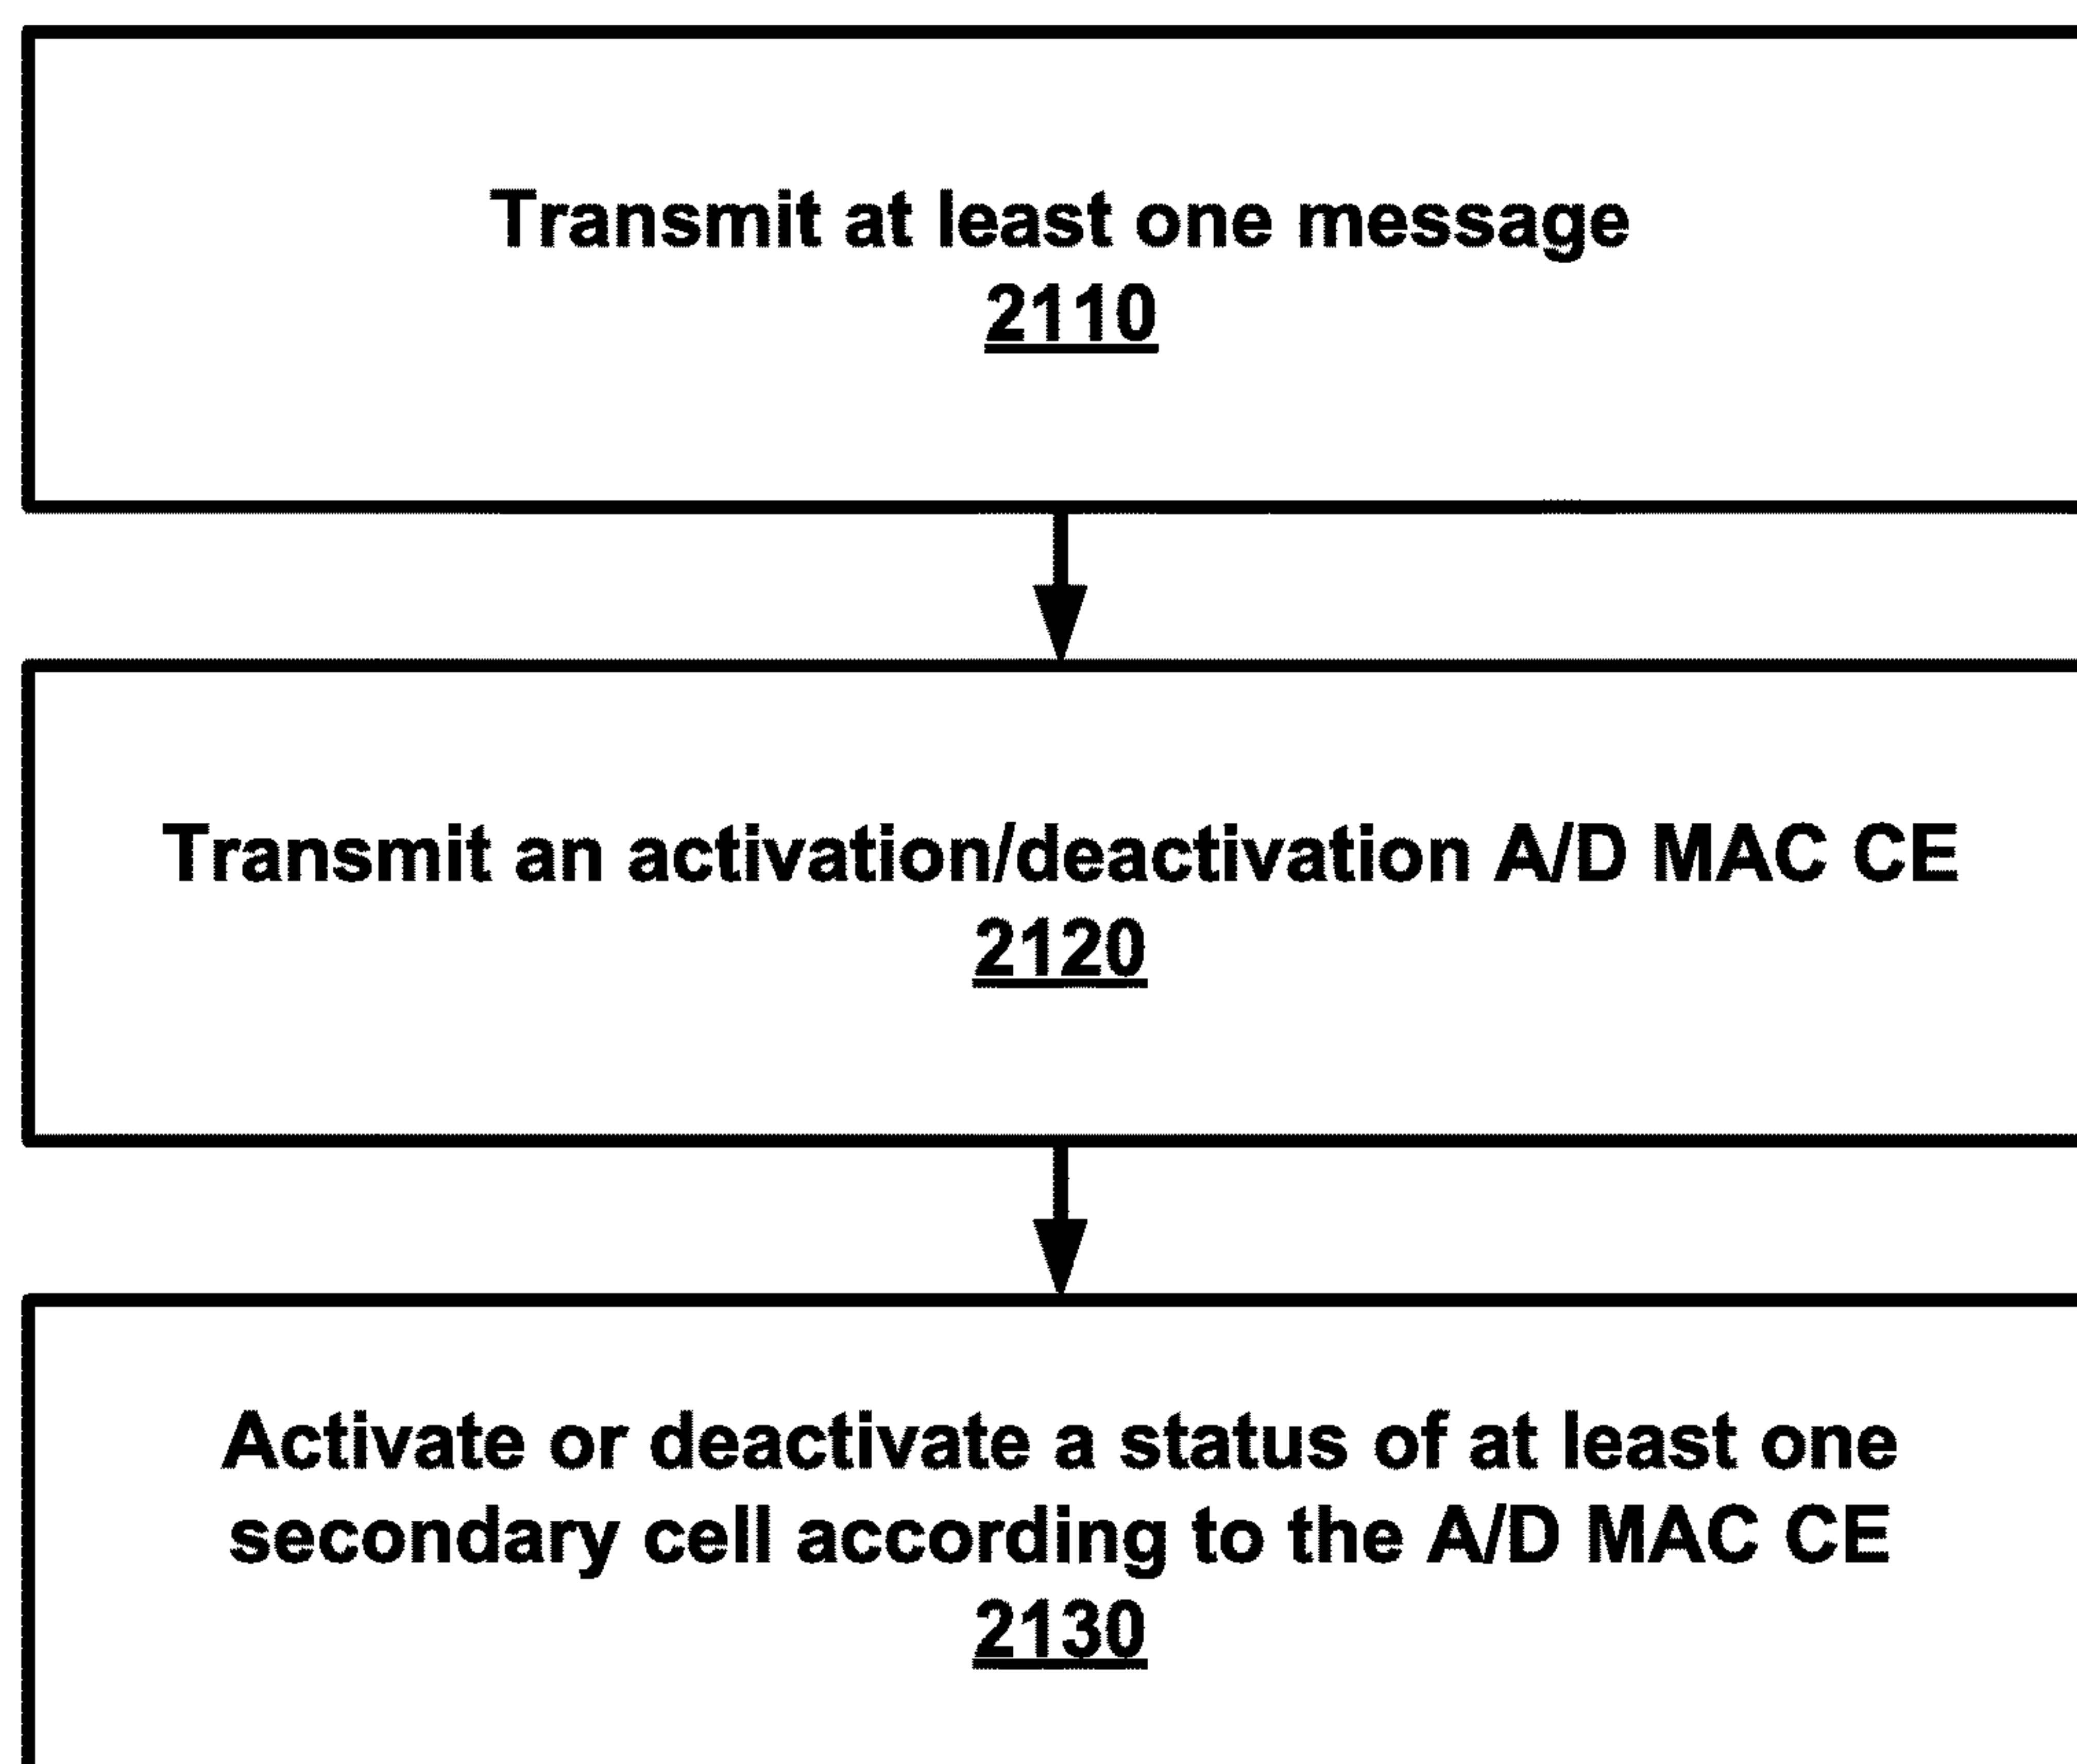 Transmit at least one message
2110
Transmit an activation/deactivation A/D MAC CE
2120
Activate or deactivate a status of at least one
secondary cell according to the A/D MAC CE
2130